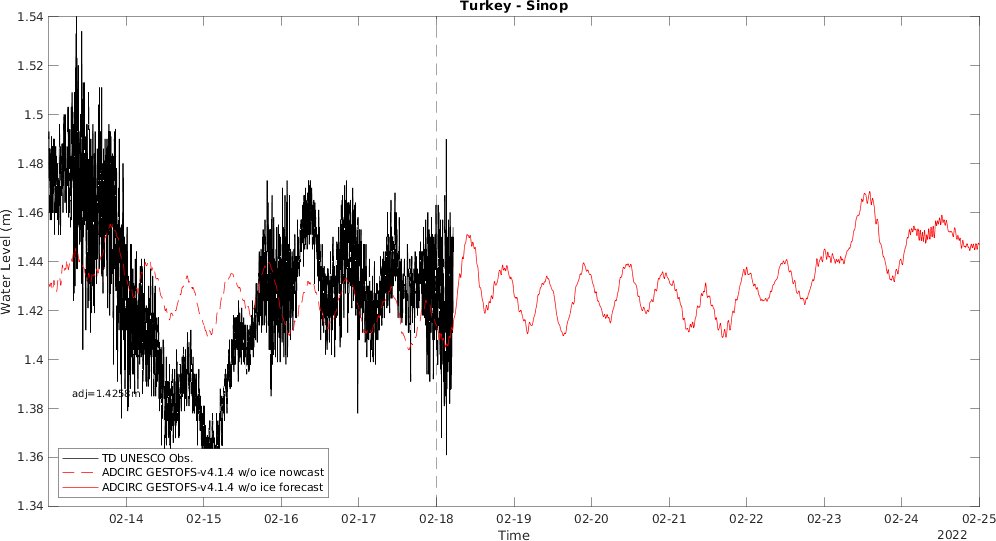 Turkey - Sinop
1.54
1.52
1.5
1.48
1.46
1.44
1.42
1.4
1.38
1.36
1.34
Water Level (m)
adj=1.4258m
TD UNESCO Obs.
ADCIRC GESTOFS-v4.1.4 w/o ice nowcast
ADCIRC GESTOFS-v4.1.4 w/o ice forecast
02-14 02-15 02-16 02-17 02-18 02-19 02-20 02-21 02-22 02-23 02-24 02-25
Time
2022